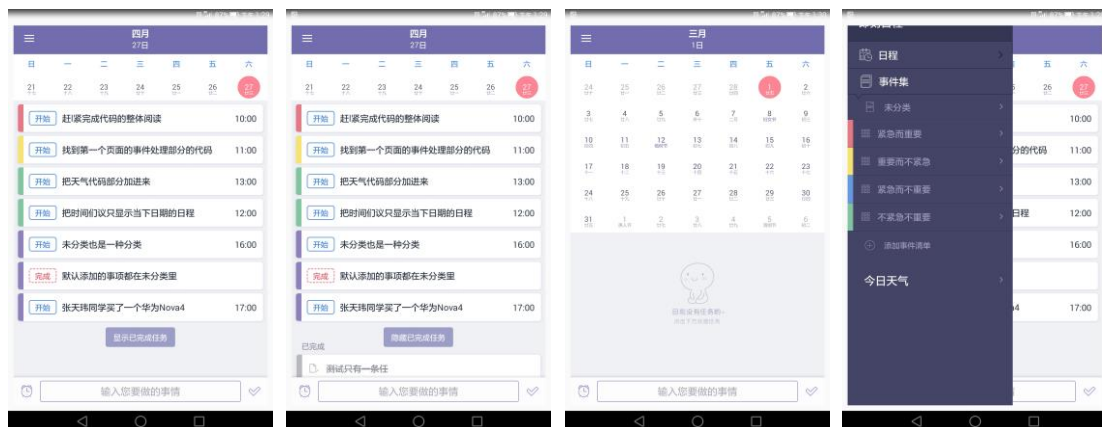 四月
27日
日 一 二 三 四 五 六
21 22 23 24 25 26 27
开始 赶紧完成代码的整体阅读 10:00
开始 找到第一个页面的事件处理部分的代码 11:00
开始 把天气代码部分加进来 13:00
开始 把时间们议只显示当下日期的日程 12:00
开始 未分类也是一种分类 16:00
完成 默认添加的事项都在未分类里
开始 张天玮同学买了一个华为Nova4 17:00
显示已完成任务
输入您要做的事情
四月
27日
日 一 二 三 四 五 六
21 22 23 24 25 26 27
开始 赶紧完成代码的整体阅读 10:00
开始 找到第一个页面的事件处理部分的代码 11:00
开始 把天气代码部分加进来 13:00
开始 把时间们议只显示当下日期的日程 12:00
开始 未分类也是一种分类 16:00
完成 默认添加的事项都在未分类里
开始 张天玮同学买了一个华为Nova4 17:00
隐藏已完成任务
已完成
测试只有一条任
输入您要做的事情
三月
1日
日 一 二 三 四 五 六
24 25 26 27 28 1 2
3 4 5 6 7 8 9
10 11 12 13 14 15 16
17 18 19 20 21 22 23
24 25 26 27 28 29 30
31 1 2 3 4 5 6
输入您要做的事情
日程
事件集
未分类
紧急而重要
重要而不紧急
紧急而不重要
不紧急不重要
添加事件清单
今日天气
五 六
26 27
10:00
分的代码 11:00
13:00
日程 12:00
16:00
a4 17:00